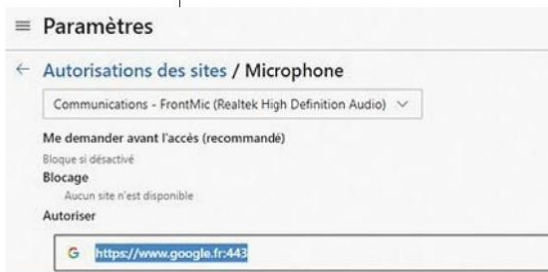 Paramètres
Autorisations des sites / Microphone
Communications - FrontMic (Realtek High Definition Audio)
Me demander avant l'accès (recommandé)
Bloque si désactivé
Blocage
Aucun site n'est disponible
Autoriser
https://www.google.fr:443